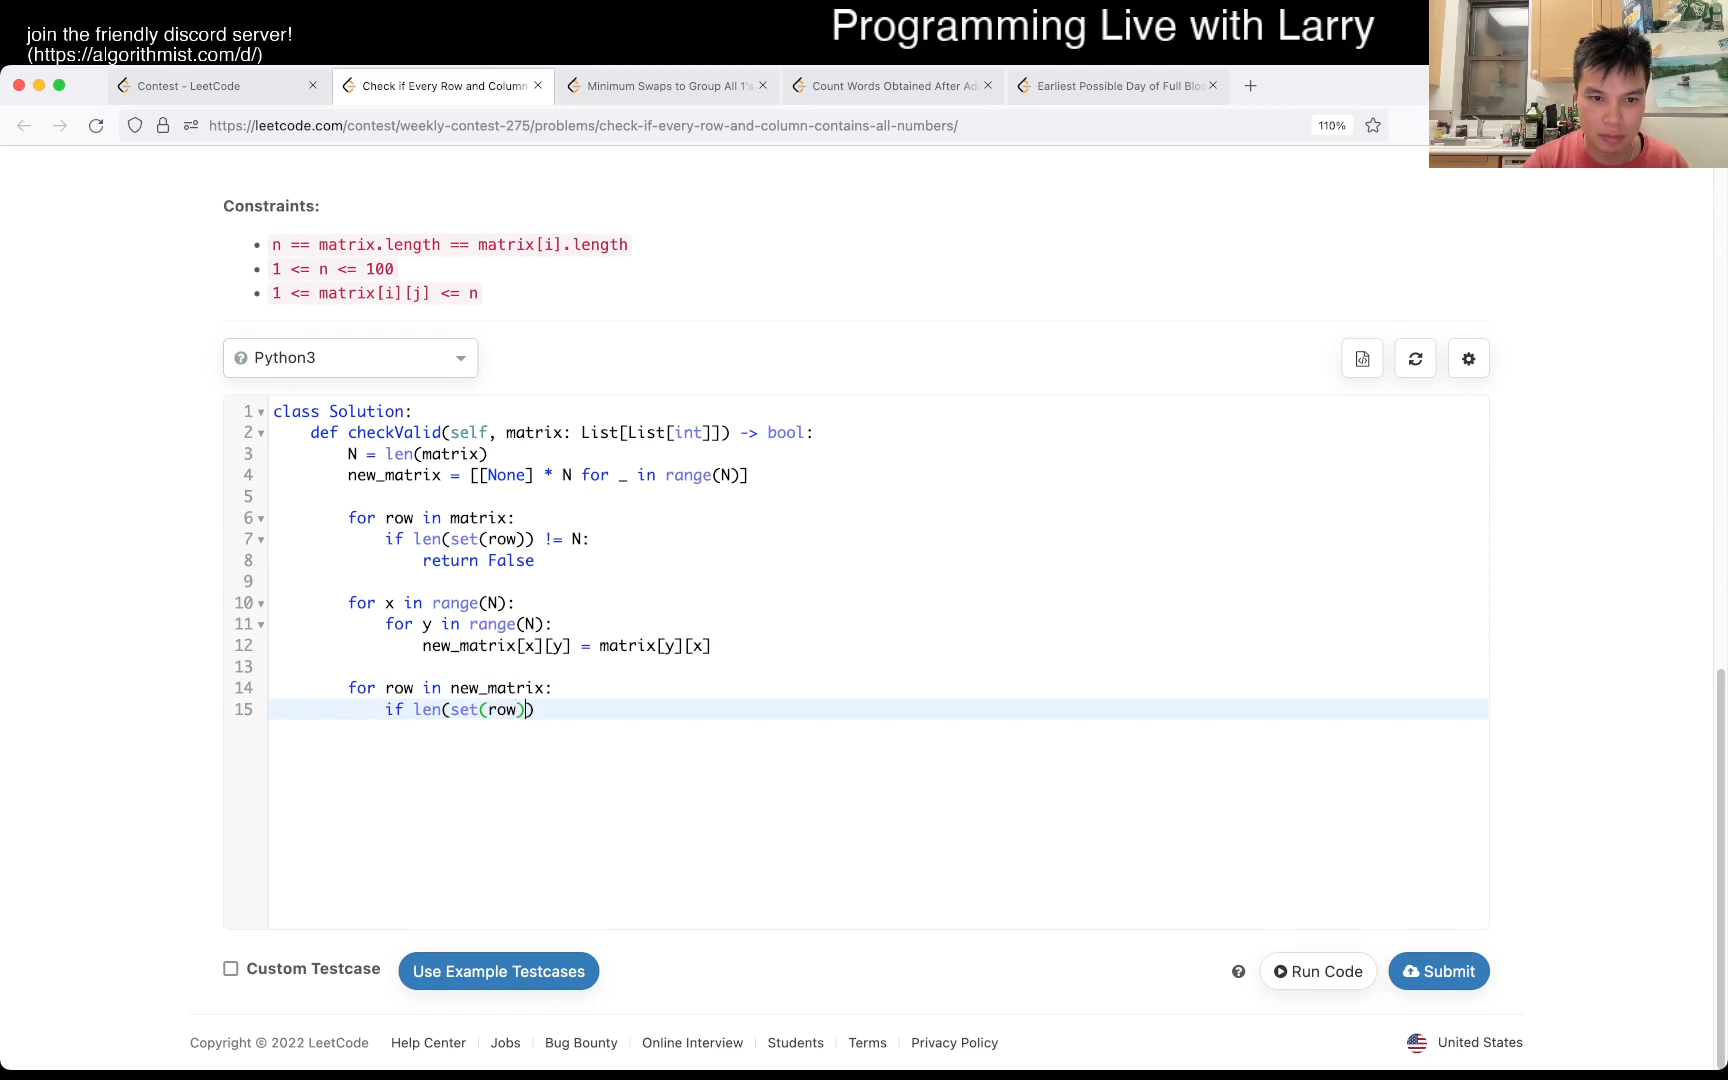 join the friendly discord server!
(https://algorithmist.com/d/)
Programming Live with Larry
Contest - LeetCode
Check if Every Row and Column
Minimum Swaps to Group All 1's
Count Words Obtained After Ad
Earliest Possible Day of Full Bloo
https://leetcode.com/contest/weekly-contest-275/problems/check-if-every-row-and-column-contains-all-numbers/
110%
Constraints:
n == matrix.length == matrix[i].length
1 <= n <= 100
1 <= matrix[i][j] <= n
Python3
1 class Solution:
2 def checkValid(self, matrix: List[List[int]]) -> bool:
3 N = len(matrix)
4 new_matrix = [[None] * N for _ in range(N)]
5
6 for row in matrix:
7 if len(set(row)) != N:
8 return False
9
10 for x in range(N):
11 for y in range(N):
12 new_matrix[x][y] = matrix[y][x]
13
14 for row in new_matrix:
15 if len(set(row))
Custom Testcase
Use Example Testcases
Run Code
Submit
Copyright © 2022 LeetCode
Help Center
Jobs
Bug Bounty
Online Interview
Students
Terms
Privacy Policy
United States